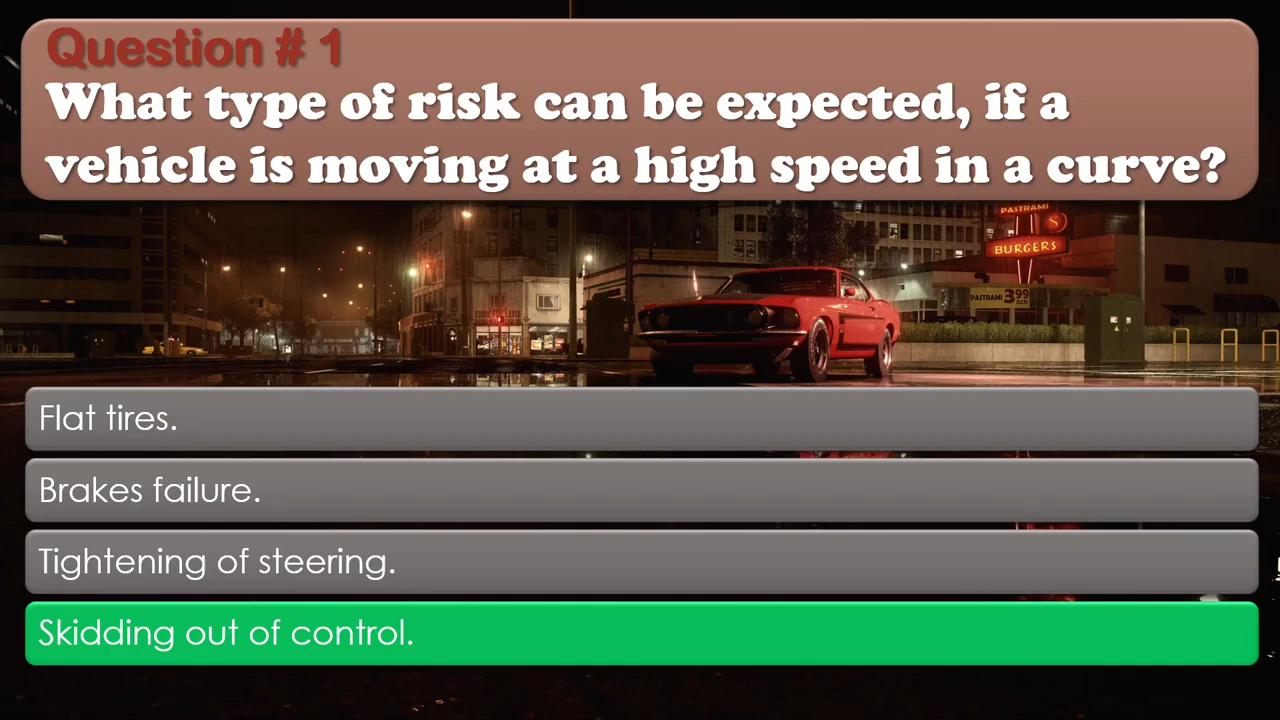 Question # 1
What type of risk can be expected, if a
vehicle is moving at a high speed in a curve?
PASTRAMI
BURGERS
PASTRAMI 3.99
Flat tires.
Brakes failure.
Tightening of steering.
Skidding out of control.